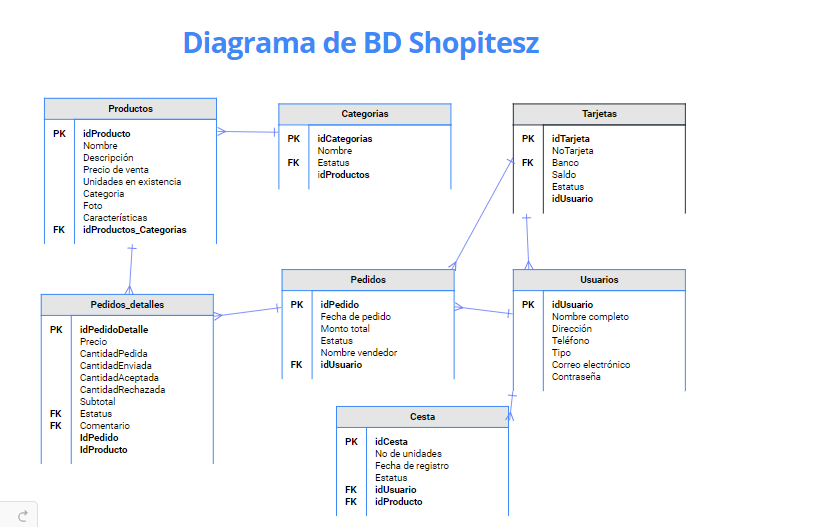 Diagrama de BD Shopitesz
Productos
PK idProducto
Nombre
Descripción
Precio de venta
Unidades en existencia
Categoria
Foto
Características
FK idProductos_Categorias
Categorias
PK idCategorias
Nombre
FK Estatus
idProductos
Tarjetas
PK idTarjeta
NoTarjeta
FK Banco
Saldo
Estatus
idUsuario
Pedidos_detalles
PK idPedidoDetalle
Precio
CantidadPedida
CantidadEnviada
CantidadAceptada
CantidadRechazada
Subtotal
FK Estatus
FK Comentario
IdPedido
IdProducto
Pedidos
PK idPedido
Fecha de pedido
Monto total
Estatus
Nombre vendedor
FK idUsuario
Usuarios
PK idUsuario
Nombre completo
Dirección
Teléfono
Tipo
Correo electrónico
Contraseña
Cesta
PK idCesta
No de unidades
Fecha de registro
Estatus
FK idUsuario
FK idProducto